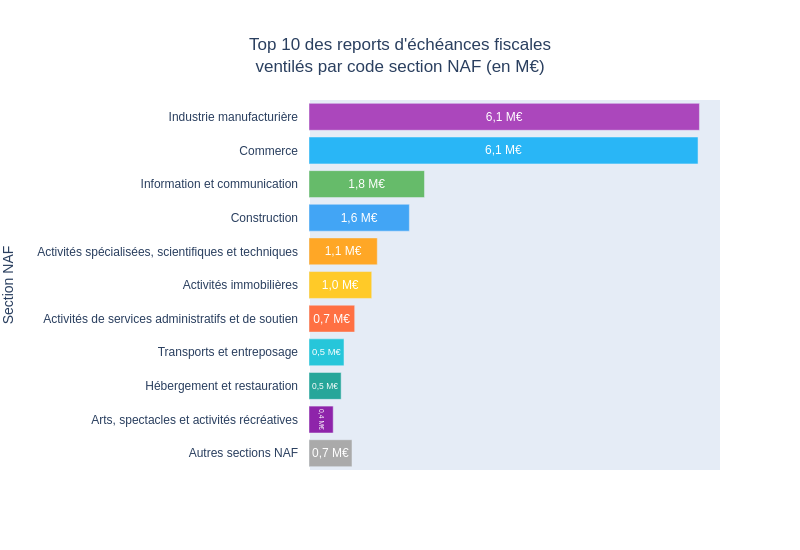 Top 10 des reports d'échéances fiscales
ventilés par code section NAF (en M€)
Section NAF
Industrie manufacturière 6,1 M€
Commerce 6,1 M€
Information et communication 1,8 M€
Construction 1,6 M€
Activités spécialisées, scientifiques et techniques 1,1 M€
Activités immobilières 1,0 M€
Activités de services administratifs et de soutien 0,7 M€
Transports et entreposage 0,5 M€
Hébergement et restauration 0,5 M€
Arts, spectacles et activités récréatives 0,4 M€
Autres sections NAF 0,7 M€